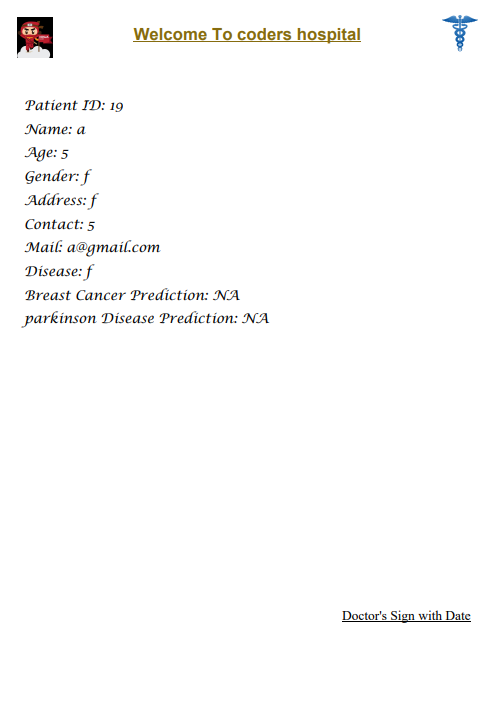 Welcome To coders hospital
Patient ID: 19
Name: a
Age: 5
Gender: f
Address: f
Contact: 5
Mail: a@gmail.com
Disease: f
Breast Cancer Prediction: NA
parkinson Disease Prediction: NA
Doctor's Sign with Date